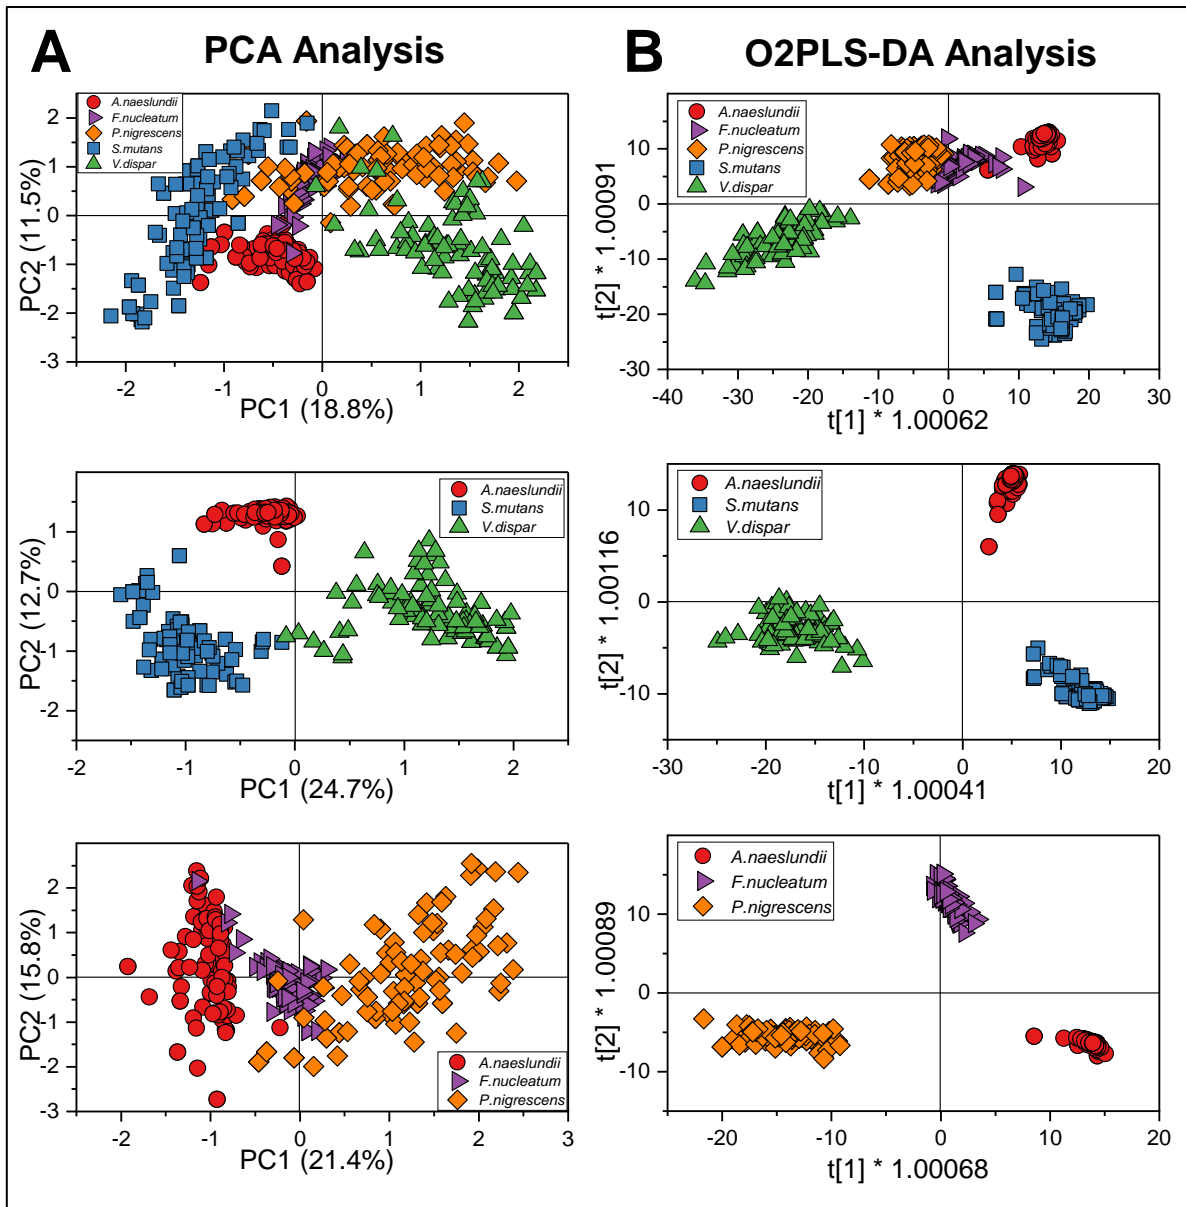 A PCA Analysis
B O2PLS-DA Analysis
A.naeslundii
F.nucleatum
P.nigrescens
S.mutans
V.dispar
2
1
0
-1
-2
-3
PC2 (11.5%)
-2 -1 0 1 2
PC1 (18.8%)
A.naeslundii
F.nucleatum
P.nigrescens
S.mutans
V.dispar
20
10
0
-10
-20
-30
t[2] * 1.00091
-40 -30 -20 -10 0 10 20 30
t[1] * 1.00062
A.naeslundii
S.mutans
V.dispar
1
0
-1
-2
PC2 (12.7%)
-2 -1 0 1 2
PC1 (24.7%)
A.naeslundii
S.mutans
V.dispar
10
0
-10
t[2] * 1.00116
-30 -20 -10 0 10 20
t[1] * 1.00041
2
1
0
-1
-2
-3
PC2 (15.8%)
A.naeslundii
F.nucleatum
P.nigrescens
-2 -1 0 1 2 3
PC1 (21.4%)
A.naeslundii
F.nucleatum
P.nigrescens
10
0
-10
t[2] * 1.00089
-20 -10 0 10 20
t[1] * 1.00068